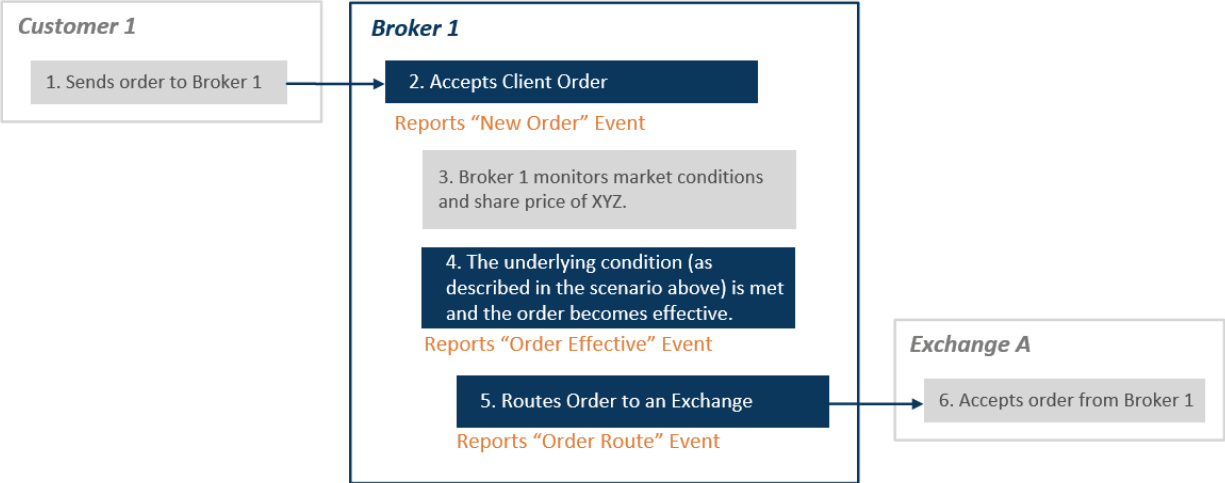 Customer 1
1. Sends order to Broker 1
Broker 1
2. Accepts Client Order
Reports “New Order” Event
3. Broker 1 monitors market conditions
and share price of XYZ.
4. The underlying condition (as
described in the scenario above) is met
and the order becomes effective.
Reports “Order Effective” Event
5. Routes Order to an Exchange
Reports “Order Route” Event
Exchange A
6. Accepts order from Broker 1